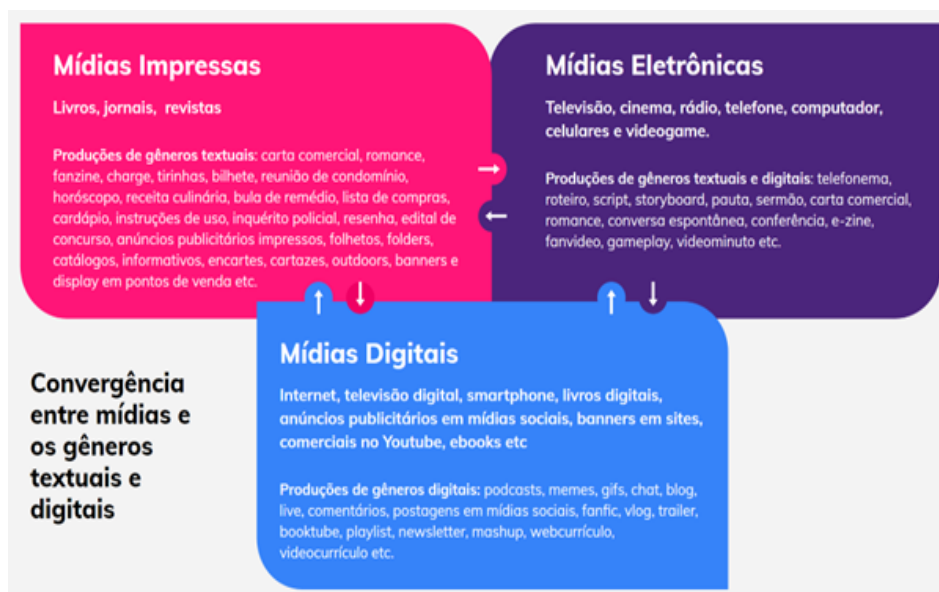 Mídias Impressas
Livros, jornais, revistas
Produções de gêneros textuais: carta comercial, romance,
fanzine, charge, tirinhas, bilhete, reunião de condomínio,
horóscopo, receita culinária, bula de remédio, lista de compras,
cardápio, instruções de uso, inquérito policial, resenha, edital de
concurso, anúncios publicitários impressos, folhetos, folders,
catálogos, informativos, encartes, cartazes, outdoors, banners e
display em pontos de venda etc.
Mídias Eletrônicas
Televisão, cinema, rádio, telefone, computador,
celulares e videogame.
Produções de gêneros textuais e digitais: telefonema,
roteiro, script, storyboard, pauta, sermão, carta comercial,
romance, conversa espontânea, conferência, e-zine,
fanvideo, gameplay, videominuto etc.
Convergência
entre mídias e
os gêneros
textuais e
digitais
Mídias Digitais
Internet, televisão digital, smartphone, livros digitais,
anúncios publicitários em mídias sociais, banners em sites,
comerciais no Youtube, ebooks etc
Produções de gêneros digitais: podcasts, memes, gifs, chat, blog,
live, comentários, postagens em mídias sociais, fanfic, vlog, trailer,
booktube, playlist, newsletter, mashup, webcurrículo,
videocurrículo etc.